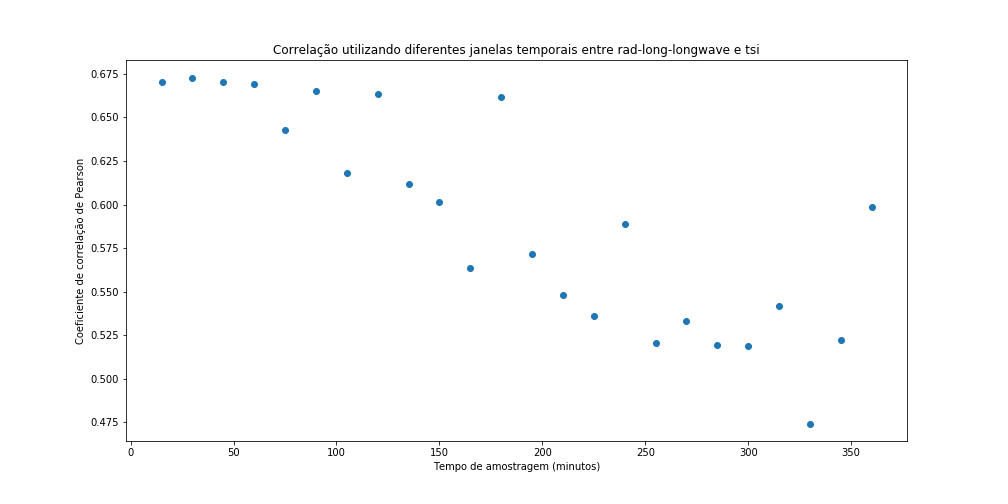 Correlação utilizando diferentes janelas temporais entre rad-long-longwave e tsi
Coeficiente de correlação de Pearson
0.675
0.650
0.625
0.600
0.575
0.550
0.525
0.500
0.475
0 50 100 150 200 250 300 350
Tempo de amostragem (minutos)